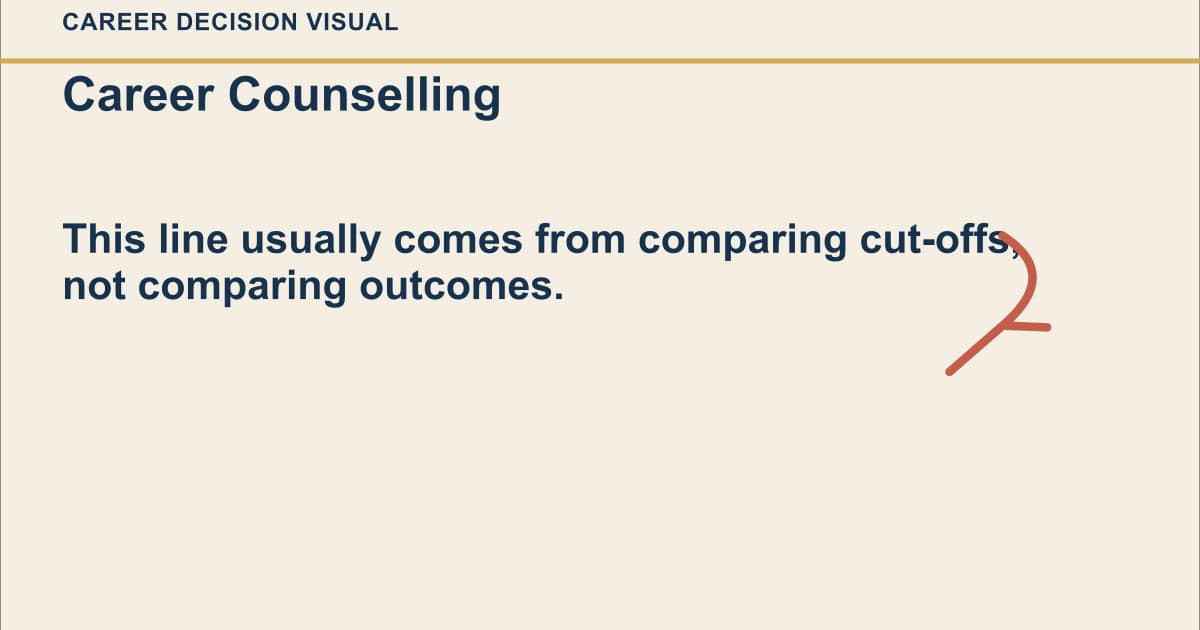 CAREER DECISION VISUAL
Career Counselling
This line usually comes from comparing cut-offs,
not comparing outcomes.